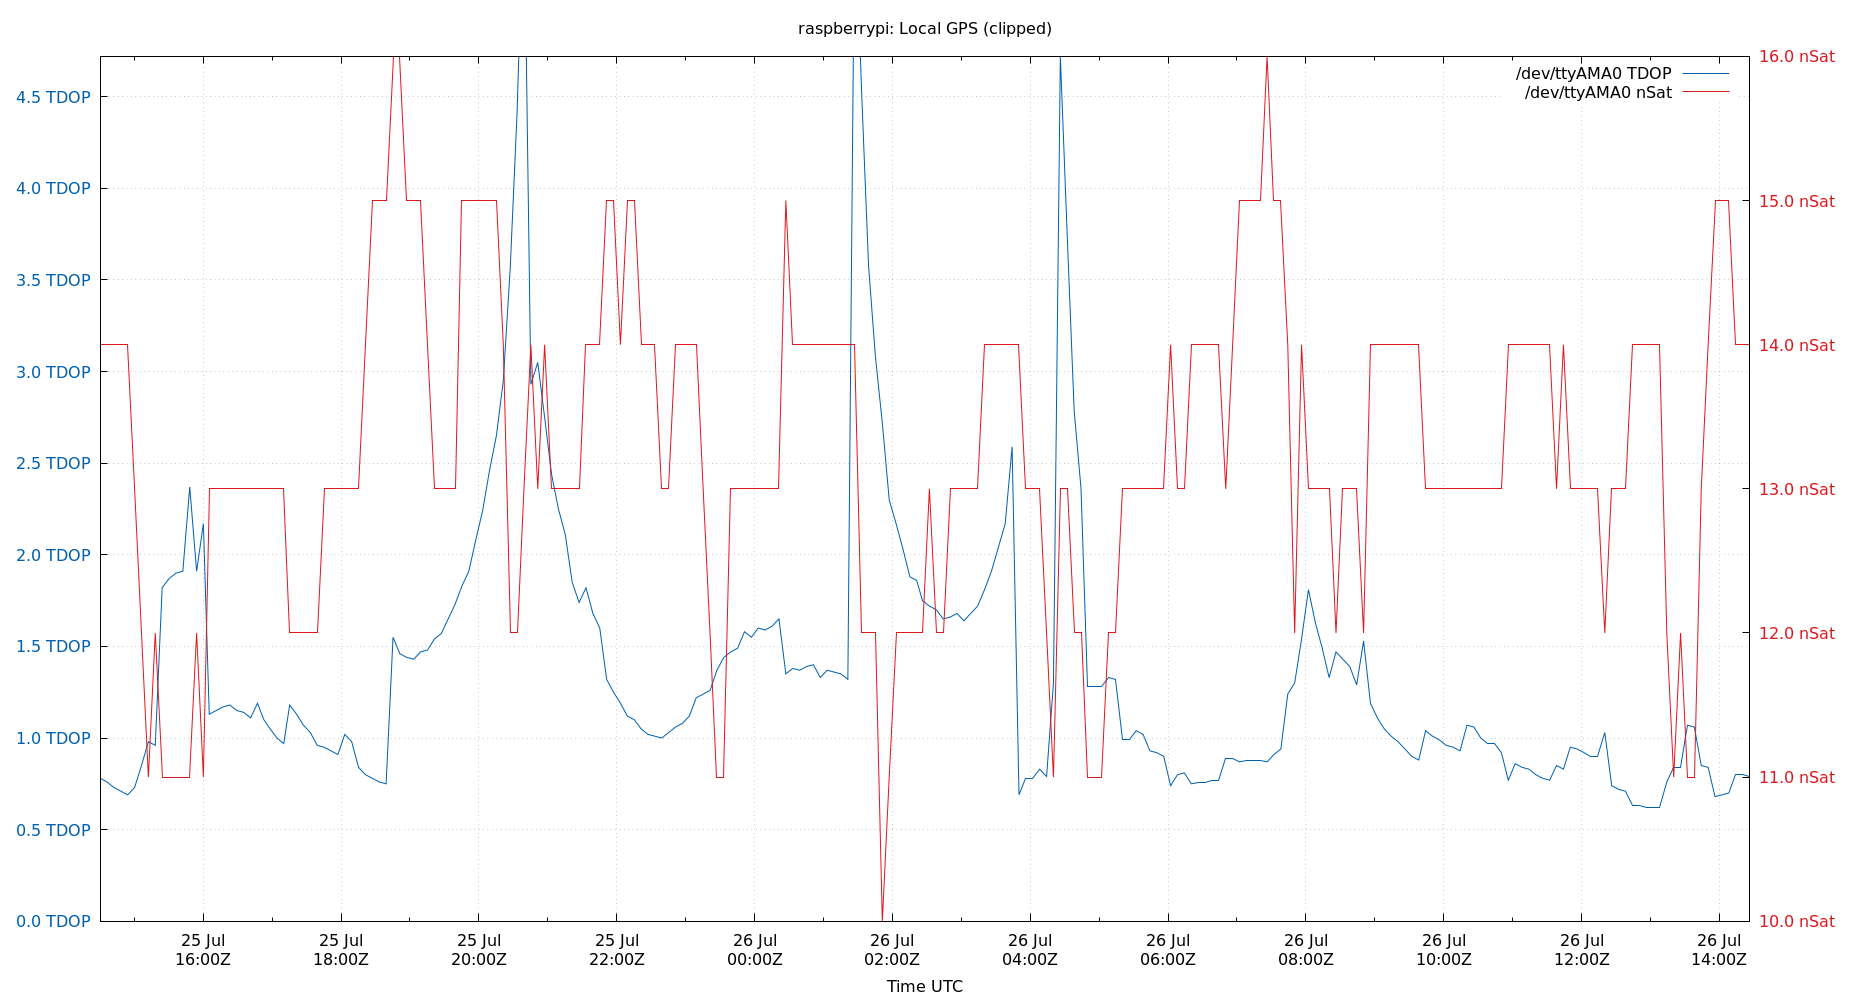 raspberrypi: Local GPS (clipped)
16.0 nSat
/dev/ttyAMA0 TDOP
/dev/ttyAMA0 nSat
4.5 TDOP
4.0 TDOP
15.0 nSat
3.5 TDOP
14.0 nSat
3.0 TDOP
2.5 TDOP
13.0 nSat
2.0 TDOP
1.5 TDOP
12.0 nSat
1.0 TDOP
11.0 nSat
0.5 TDOP
0.0 TDOP
10.0 nSat
25 Jul 25 Jul 25 Jul 25 Jul 26 Jul 26 Jul 26 Jul 26 Jul 26 Jul 26 Jul 26 Jul 26 Jul
16:00Z 18:00Z 20:00Z 22:00Z 00:00Z 02:00Z 04:00Z 06:00Z 08:00Z 10:00Z 12:00Z 14:00Z
Time UTC